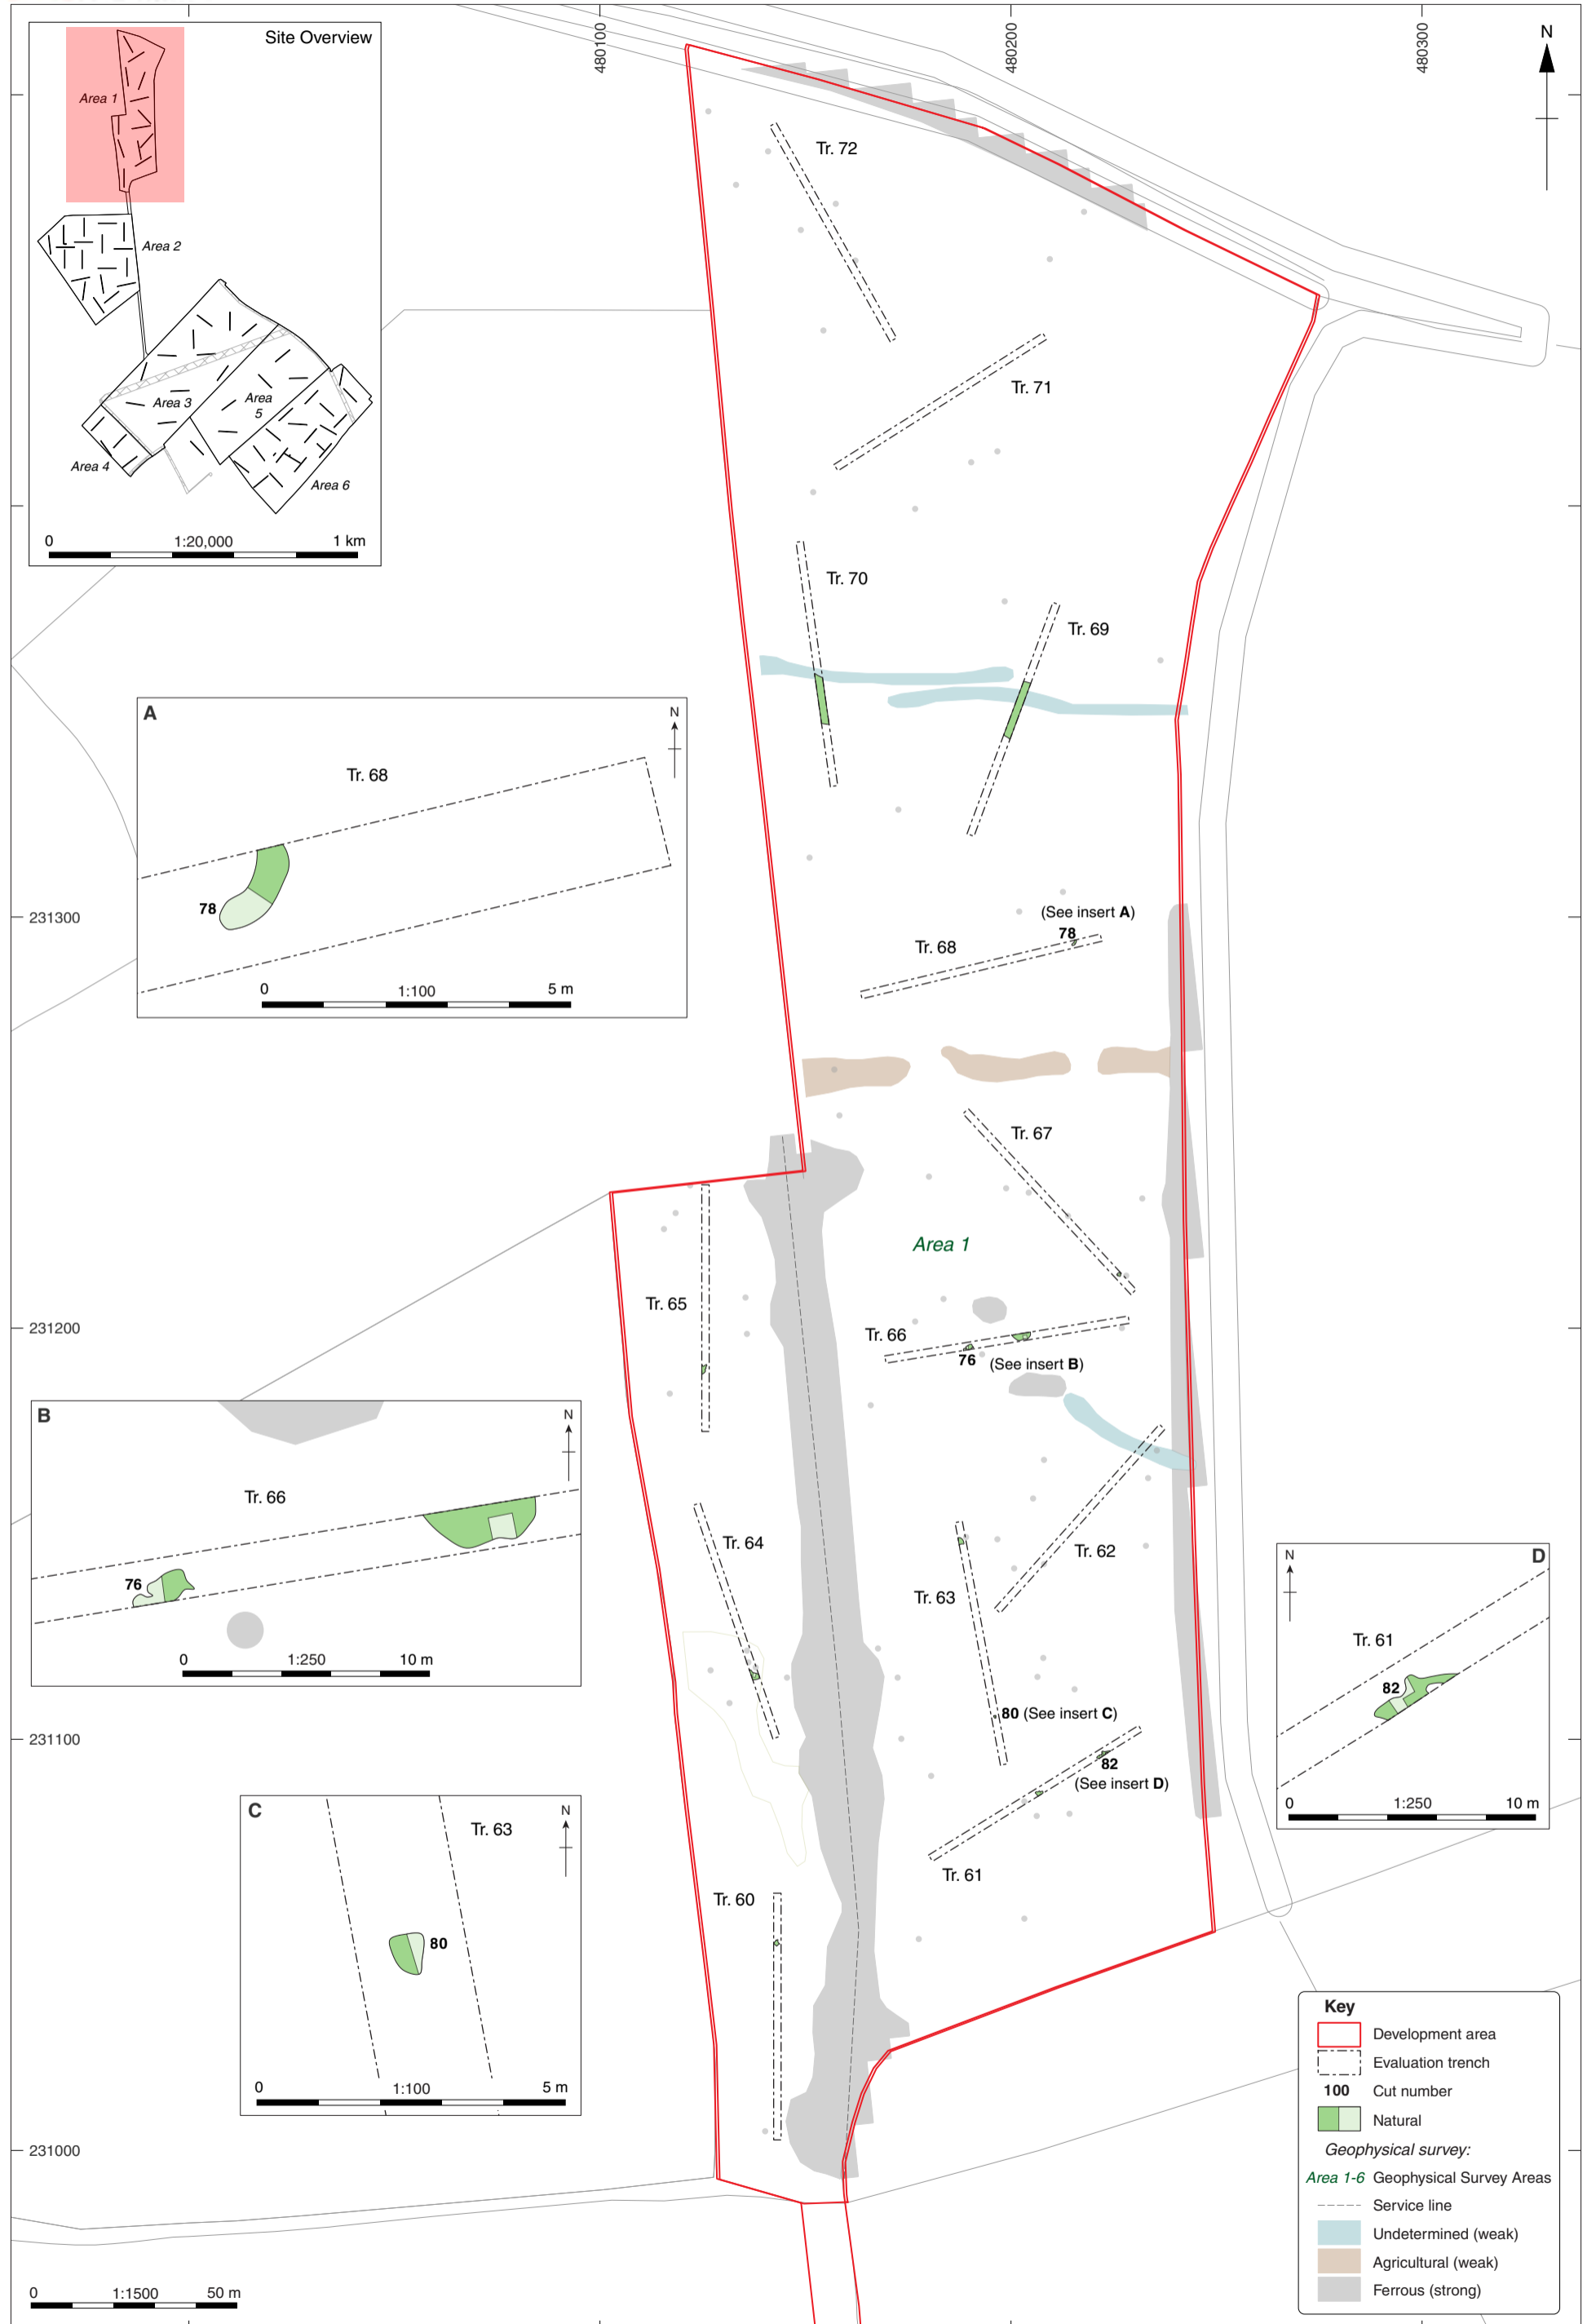 480100
480200
480300
N
Site Overview
Area 1
Area 2
Area 3
Area
5
Area 4
Area 6
0
1:20,000
1 km
Tr. 72
Tr. 71
Tr. 70
Tr. 69
A
N
Tr. 68
78
0
1:100
5 m
231300
(See insert A)
78
Tr. 68
Tr. 67
Area 1
Tr. 65
231200
Tr. 66
76
(See insert B)
B
N
Tr. 66
76
0
1:250
10 m
Tr. 64
Tr. 62
Tr. 63
D
N
Tr. 61
82
0
1:250
10 m
231100
80 (See insert C)
82
(See insert D)
Tr. 61
C
N
Tr. 63
80
0
1:100
5 m
Tr. 60
231000
Key
Development area
Evaluation trench
100 Cut number
Natural
Geophysical survey:
Area 1-6 Geophysical Survey Areas
Service line
Undetermined (weak)
Agricultural (weak)
Ferrous (strong)
0
1:1500
50 m